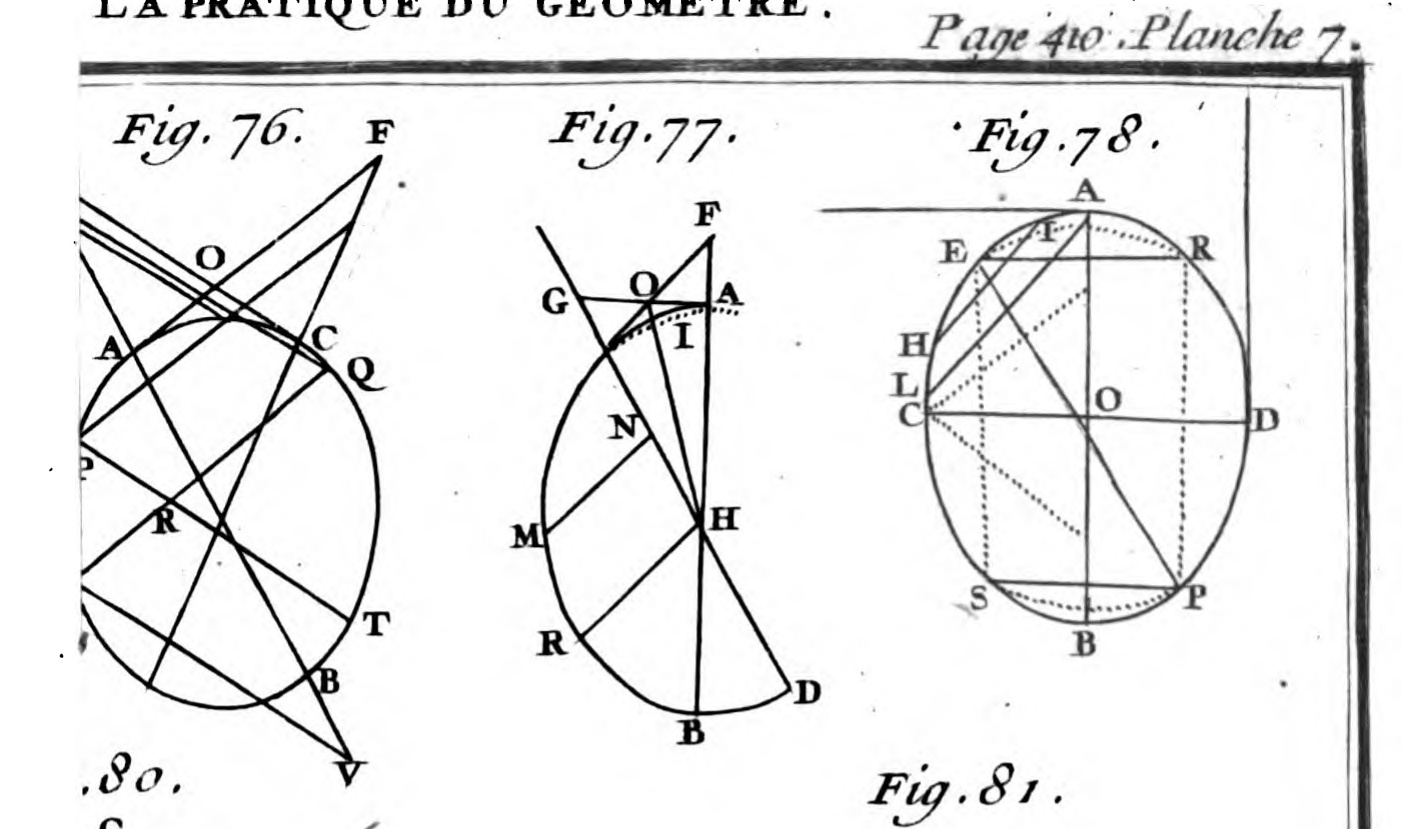 LA PRATIQUE DU GEOMETRE.
Page 410. Planche 7.
Fig. 76.
F
O
A
C
Q
P
R
T
B
V
Fig. 77.
F
G
O
A
I
N
M
H
R
D
B
Fig. 78.
A
E
I
R
H
L
C
O
D
S
P
B
.80.
Fig. 81.